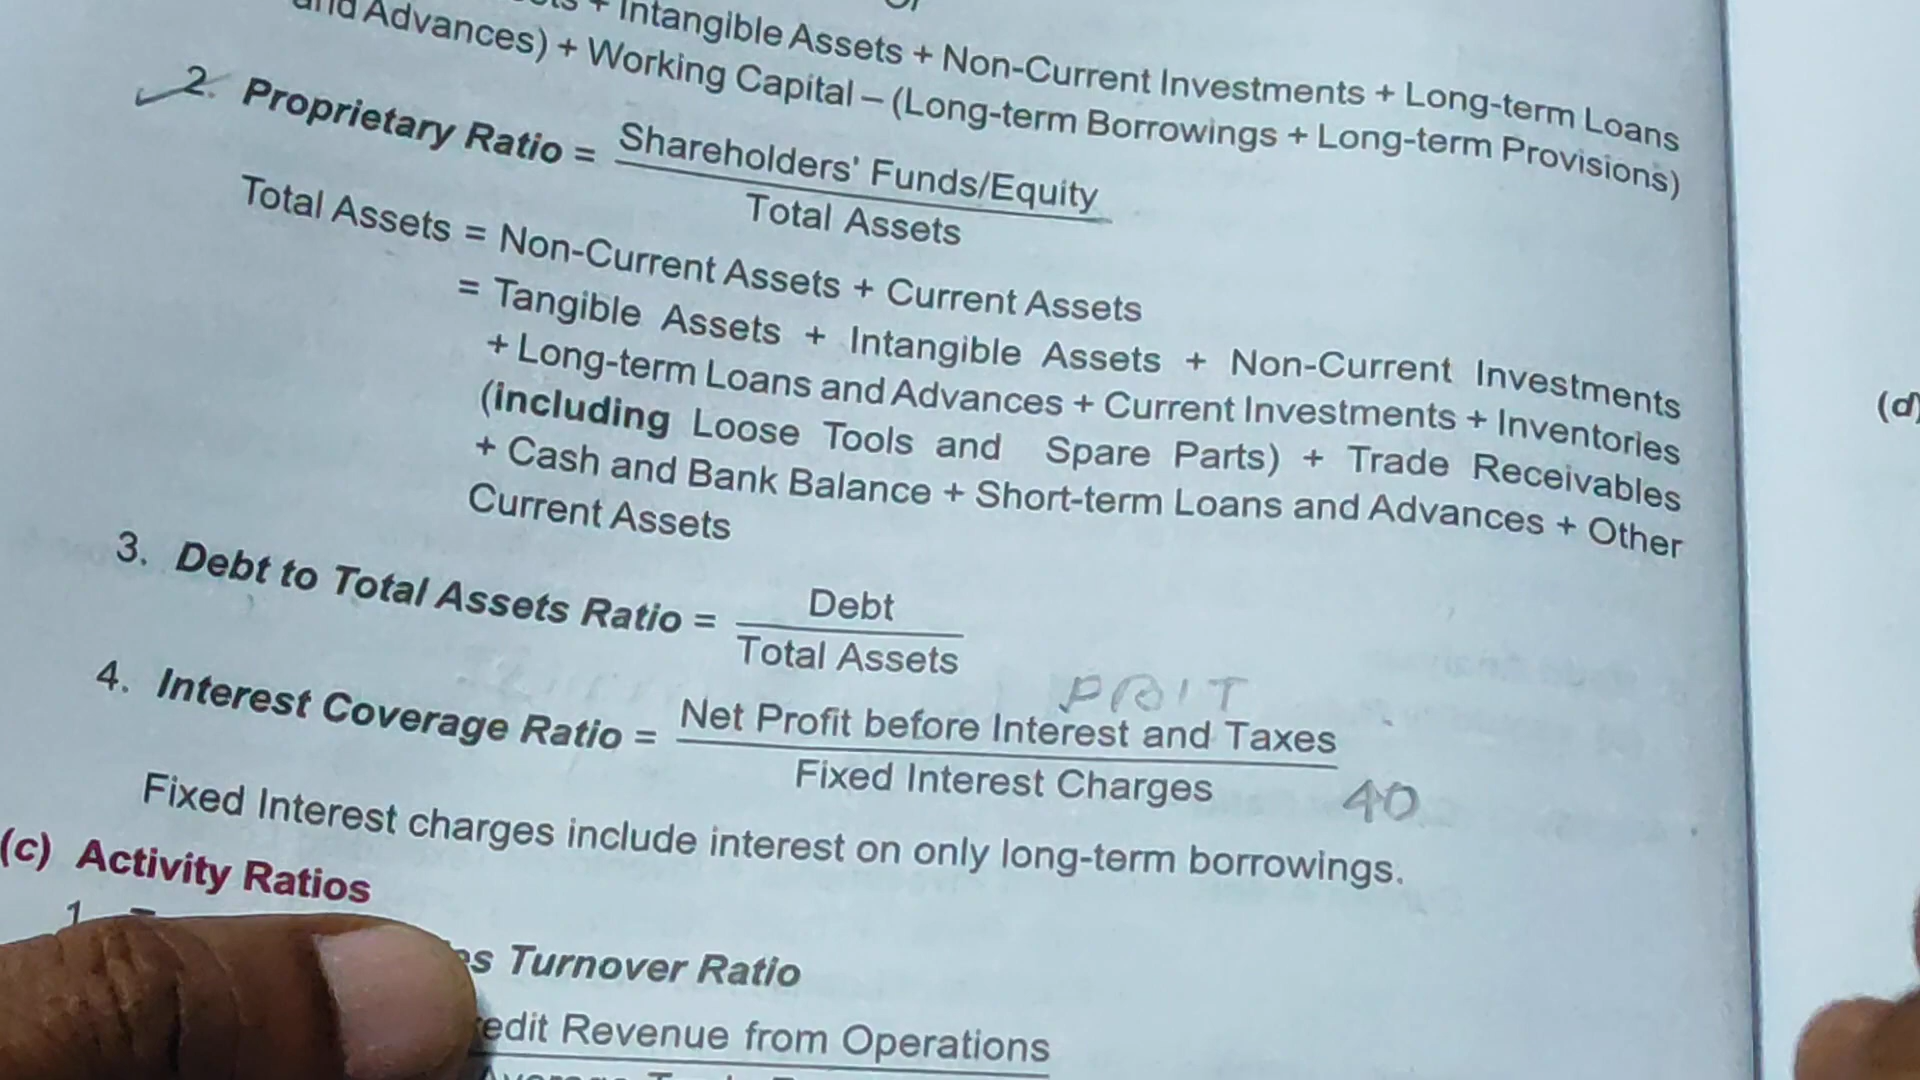 + Intangible Assets + Non-Current Investments + Long-term Loans
and Advances) + Working Capital – (Long-term Borrowings + Long-term Provisions)
2. Proprietary Ratio = Shareholders' Funds/Equity
Total Assets
Total Assets = Non-Current Assets + Current Assets
= Tangible Assets + Intangible Assets + Non-Current Investments
+ Long-term Loans and Advances + Current Investments + Inventories
(including Loose Tools and Spare Parts) + Trade Receivables
+ Cash and Bank Balance + Short-term Loans and Advances + Other
Current Assets
3. Debt to Total Assets Ratio = Debt
Total Assets
4. Interest Coverage Ratio = Net Profit before Interest and Taxes
Fixed Interest Charges 40
Fixed Interest charges include interest on only long-term borrowings.
(c) Activity Ratios
1
Turnover Ratio
Revenue from Operations
(d)